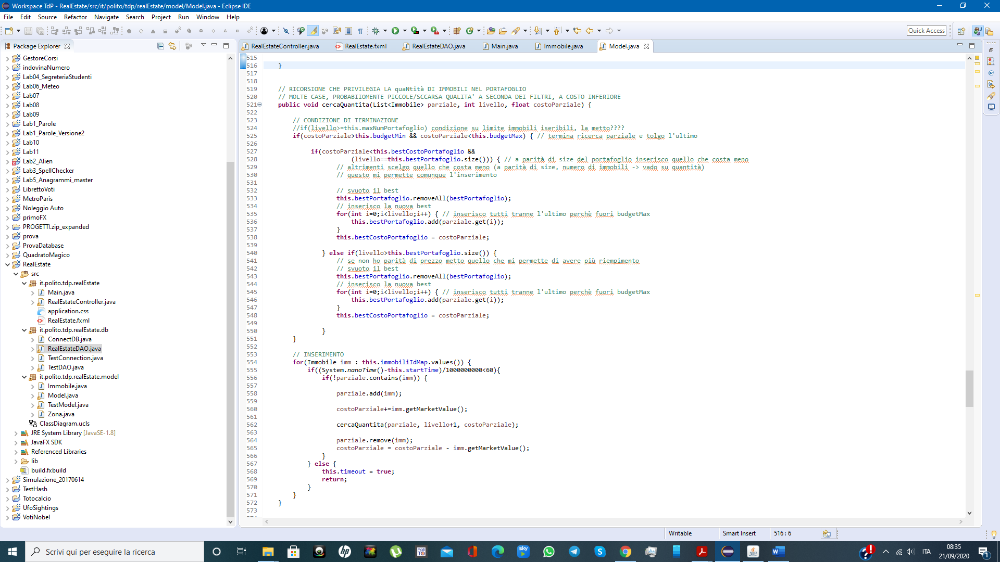 Workspace TdP - RealEstate/src/it/polito/tdp/realEstate/model/Model.java - Eclipse IDE
File Edit Source Refactor Navigate Search Project Run Window Help
Quick Access
Package Explorer
GestoreCorsi
indovinaNumero
Lab04_SegreteriaStudenti
Lab06_Meteo
Lab07
Lab08
Lab09
Lab1_Parole
Lab1_Parole_Versione2
Lab10
Lab11
Lab2_Alien
Lab3_SpellChecker
Lab5_Anagrammi_master
LibrettoVoti
MetroParis
Noleggio Auto
primoFX
PROGETTI.zip_expanded
prova
ProvaDatabase
QuadratoMagico
RealEstate
src
it.polito.tdp.realEstate
Main.java
RealEstateController.java
application.css
RealEstate.fxml
it.polito.tdp.realEstate.db
ConnectDB.java
RealEstateDAO.java
TestConnection.java
TestDAO.java
it.polito.tdp.realEstate.model
Immobile.java
Model.java
TestModel.java
Zona.java
ClassDiagram.ucls
JRE System Library [JavaSE-1.8]
JavaFX SDK
Referenced Libraries
lib
build.fxbuild
Simulazione_20170614
TestHash
Totocalcio
UfoSightings
VotiNobel
RealEstateController.java RealEstate.fxml RealEstateDAO.java Main.java Immobile.java Model.java
515
516 }
517
518
519 // RICORSIONE CHE PRIVILEGIA LA quaNtità DI IMMOBILI NEL PORTAFOGLIO
520 // MOLTE CASE, PROBABIIOMENTE PICCOLE/SCCARSA QUALITA' A SECONDA DEI FILTRI, A COSTO INFERIORE
521 public void cercaQuantita(List<Immobile> parziale, int livello, float costoParziale) {
522
523 // CONDIZIONE DI TERMINAZIONE
524 //if(livello>=this.maxNumPortafoglio) condizione su limite immobili iseribili, la metto????
525 if(costoParziale>this.budgetMin && costoParziale<this.budgetMax) { // termina ricerca parziale e tolgo l'ultimo
526
527 if(costoParziale<this.bestCostoPortafoglio &&
528 (livello==this.bestPortafoglio.size())) { // a parità di size del portafoglio inserisco quello che costa meno
529 // altrimenti scelgo quello che costa meno (a parità di size, numero di immobili -> vado su quantità)
530 // questo mi permette comunque l'inserimento
531
532 // svuoto il best
533 this.bestPortafoglio.removeAll(bestPortafoglio);
534 // inserisco la nuova best
535 for(int i=0;i<livello;i++) { // inserisco tutti tranne l'ultimo perchè fuori budgetMax
536 this.bestPortafoglio.add(parziale.get(i));
537 }
538 this.bestCostoPortafoglio = costoParziale;
539
540 } else if(livello>this.bestPortafoglio.size()) {
541 // se non ho parità di prezzo metto quello che mi permette di avere più riempimento
542 // svuoto il best
543 this.bestPortafoglio.removeAll(bestPortafoglio);
544 // inserisco la nuova best
545 for(int i=0;i<livello;i++) { // inserisco tutti tranne l'ultimo perchè fuori budgetMax
546 this.bestPortafoglio.add(parziale.get(i));
547 }
548 this.bestCostoPortafoglio = costoParziale;
549
550 }
551 }
552
553 // INSERIMENTO
554 for(Immobile imm : this.immobiliIdMap.values()) {
555 if((System.nanoTime()-this.startTime)/1000000000<60){
556 if(!parziale.contains(imm)) {
557
558 parziale.add(imm);
559
560 costoParziale+=imm.getMarketValue();
561
562 cercaQuantita(parziale, livello+1, costoParziale);
563
564 parziale.remove(imm);
565 costoParziale = costoParziale - imm.getMarketValue();
566 }
567 } else {
568 this.timeout = true;
569 return;
570 }
571 }
572 }
573
Writable Smart Insert 516 : 6
Scrivi qui per eseguire la ricerca
ITA
08:35
21/09/2020